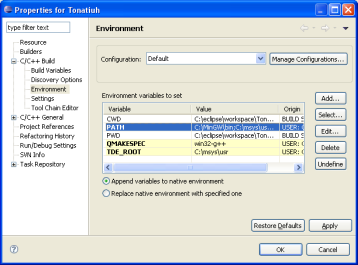 Properties for Tonatiuh
type filter text
Resource
Builders
C/C++ Build
Build Variables
Discovery Options
Environment
Settings
Tool Chain Editor
C/C++ General
Project References
Refactoring History
Run/Debug Settings
SVN Info
Task Repository
Environment
Configuration: Default Manage Configurations...
Environment variables to set
Variable Value Origin
CWD C:\eclipse\workspace\Ton... BUILD S
PATH C:\MinGW\bin;C:\msys\us... USER: C
PWD C:\eclipse\workspace\Ton... BUILD S
QMAKESPEC win32-g++ USER: C
TDE_ROOT C:\msys\usr USER: C
Add...
Select...
Edit...
Delete
Undefine
Append variables to native environment
Replace native environment with specified one
Restore Defaults Apply
OK Cancel